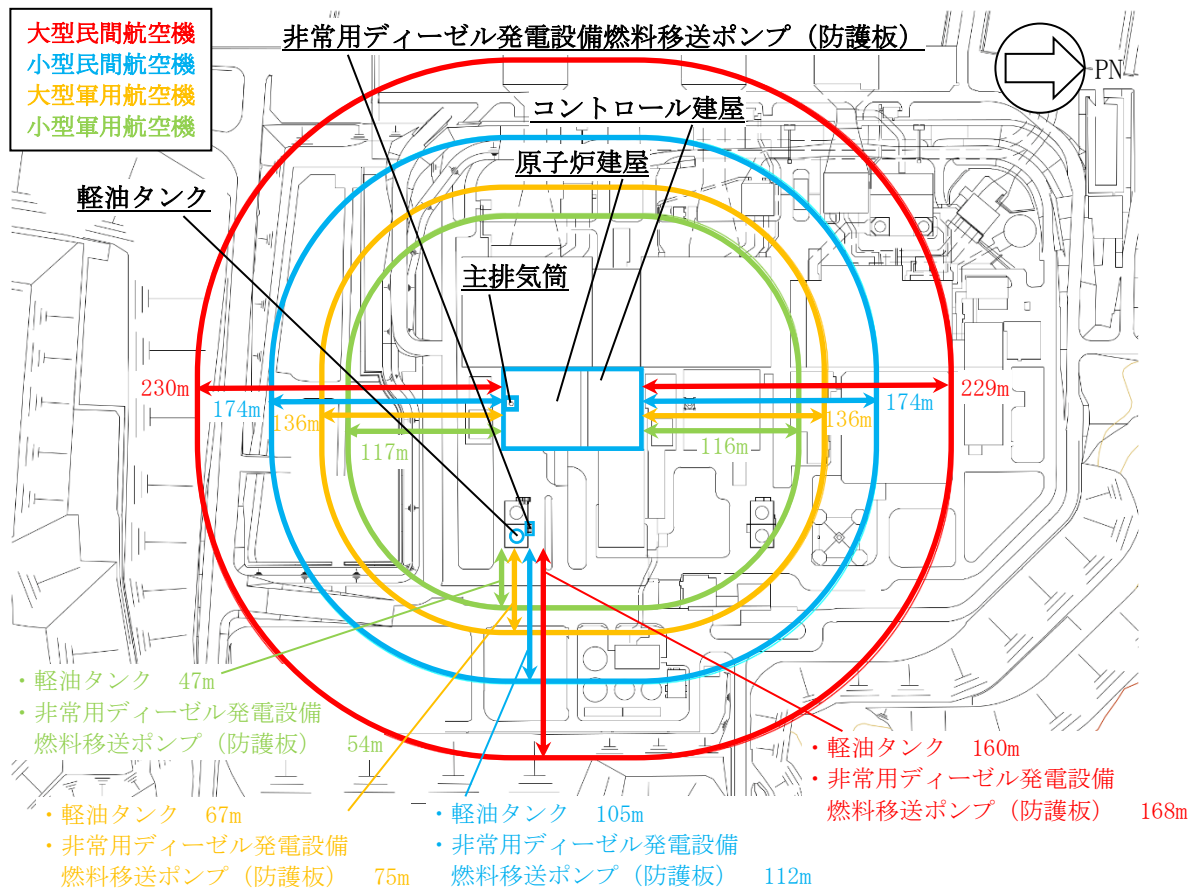 大型民間航空機
小型民間航空機
大型軍用航空機
小型軍用航空機
非常用ディーゼル発電設備燃料移送ポンプ（防護板）
PN
コントロール建屋
原子炉建屋
軽油タンク
主排気筒
230m
174m
136m
117m
229m
174m
136m
116m
・軽油タンク　47m
・非常用ディーゼル発電設備
燃料移送ポンプ（防護板）　54m
・軽油タンク　160m
・非常用ディーゼル発電設備
燃料移送ポンプ（防護板）　168m
・軽油タンク　67m
・非常用ディーゼル発電設備
燃料移送ポンプ（防護板）　75m
・軽油タンク　105m
・非常用ディーゼル発電設備
燃料移送ポンプ（防護板）　112m